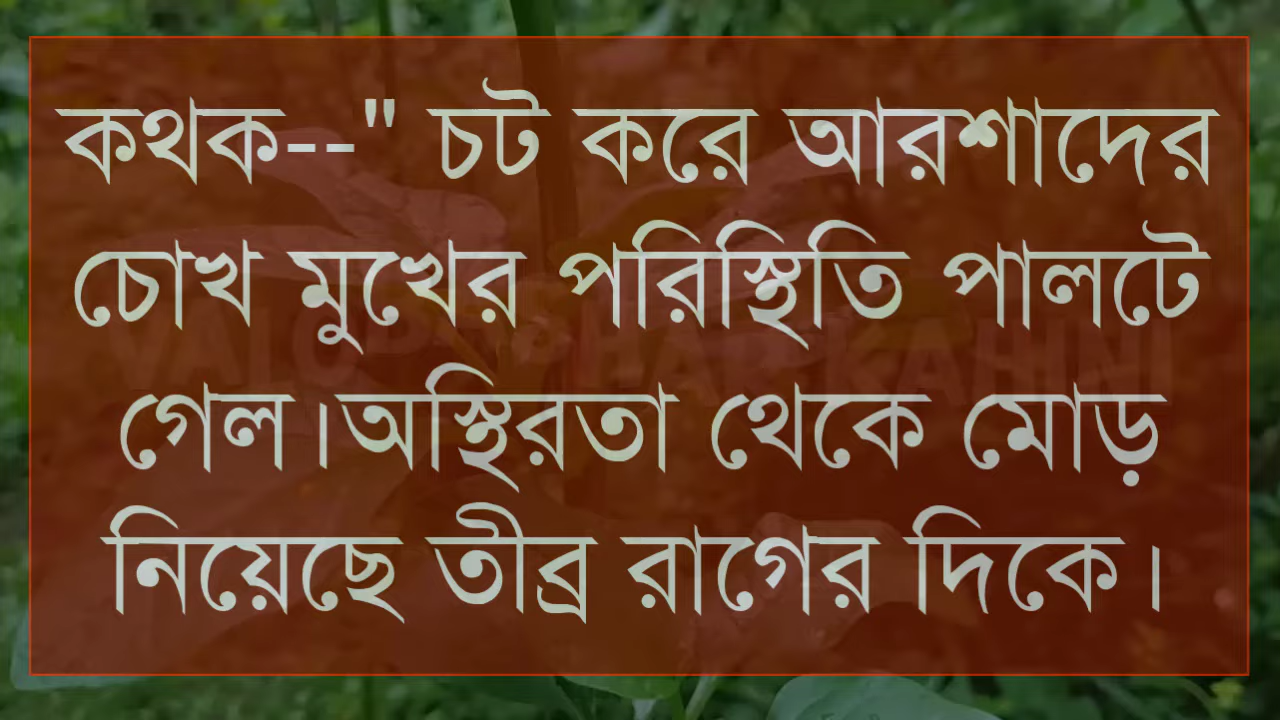 কথক--" চট করে আরশাদের
চোখ মুখের পরিস্থিতি পালটে
গেল।অস্থিরতা থেকে মোড়
নিয়েছে তীব্র রাগের দিকে।